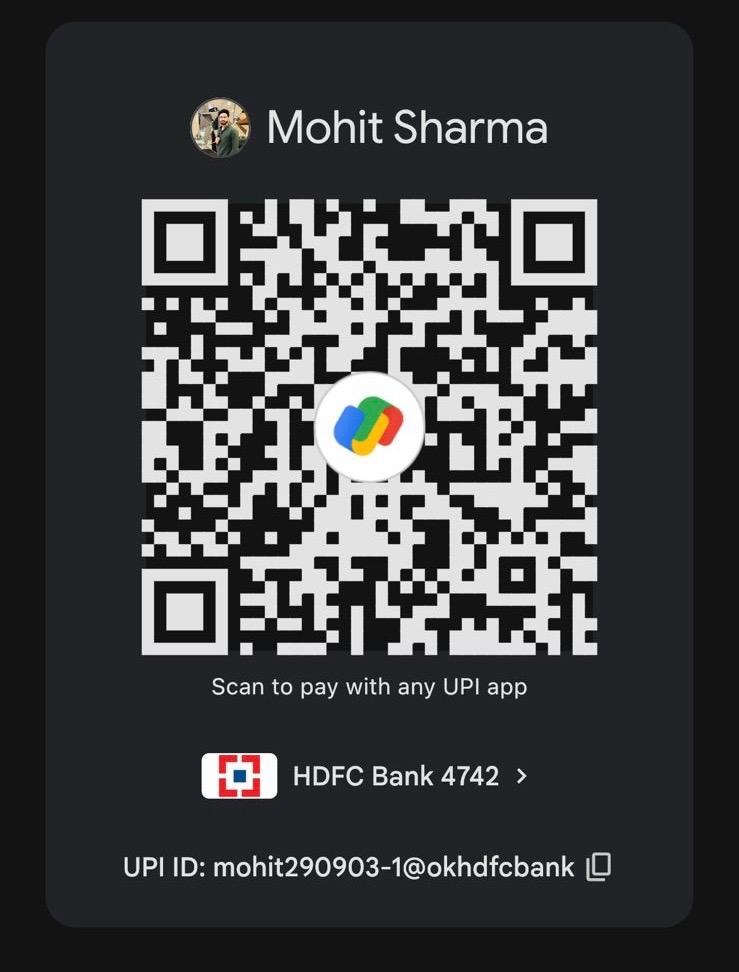 Mohit Sharma
Scan to pay with any UPI app
HDFC Bank 4742
UPI ID: mohit290903-1@okhdfcbank